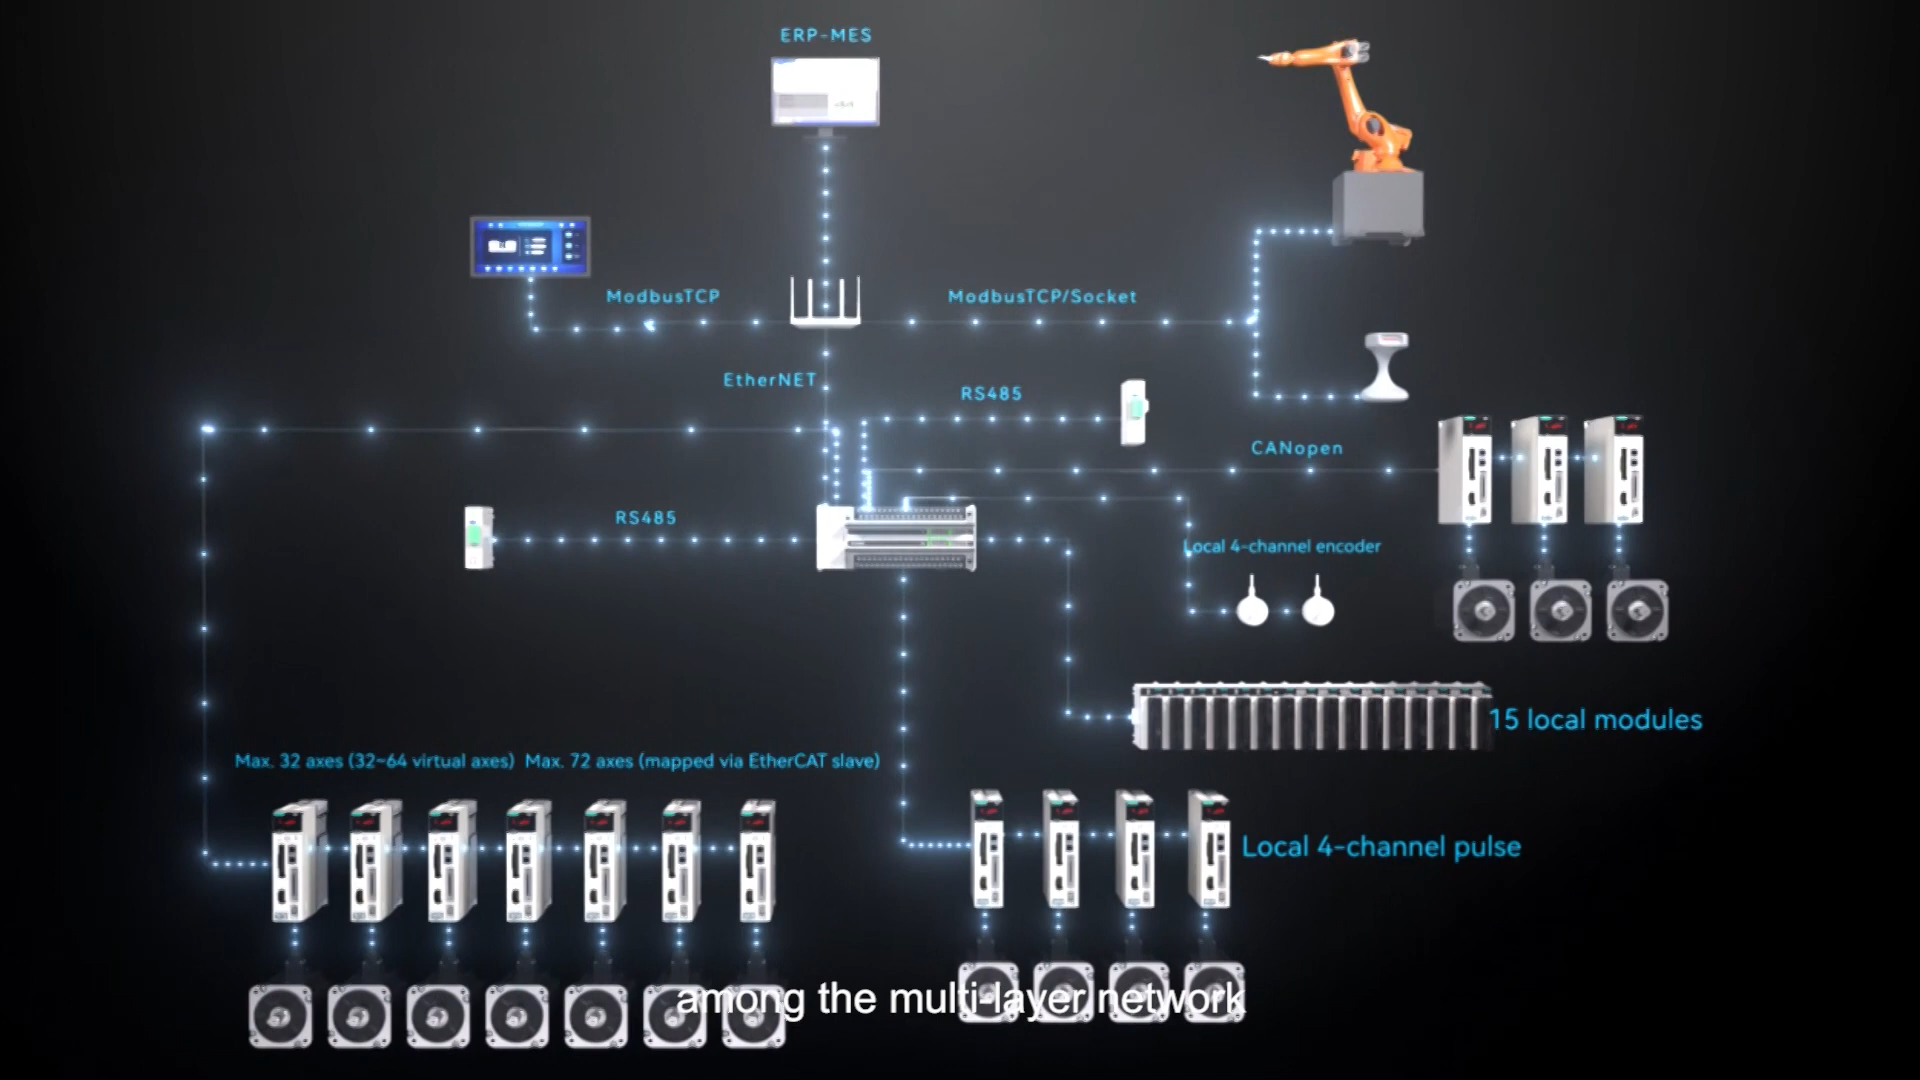 ERP-MES
ModbusTCP
ModbusTCP/Socket
EtherNET
RS485
CANopen
RS485
Local 4-channel encoder
15 local modules
Max. 32 axes (32~64 virtual axes)  Max. 72 axes (mapped via EtherCAT slave)
Local 4-channel pulse
among the multi-layer network